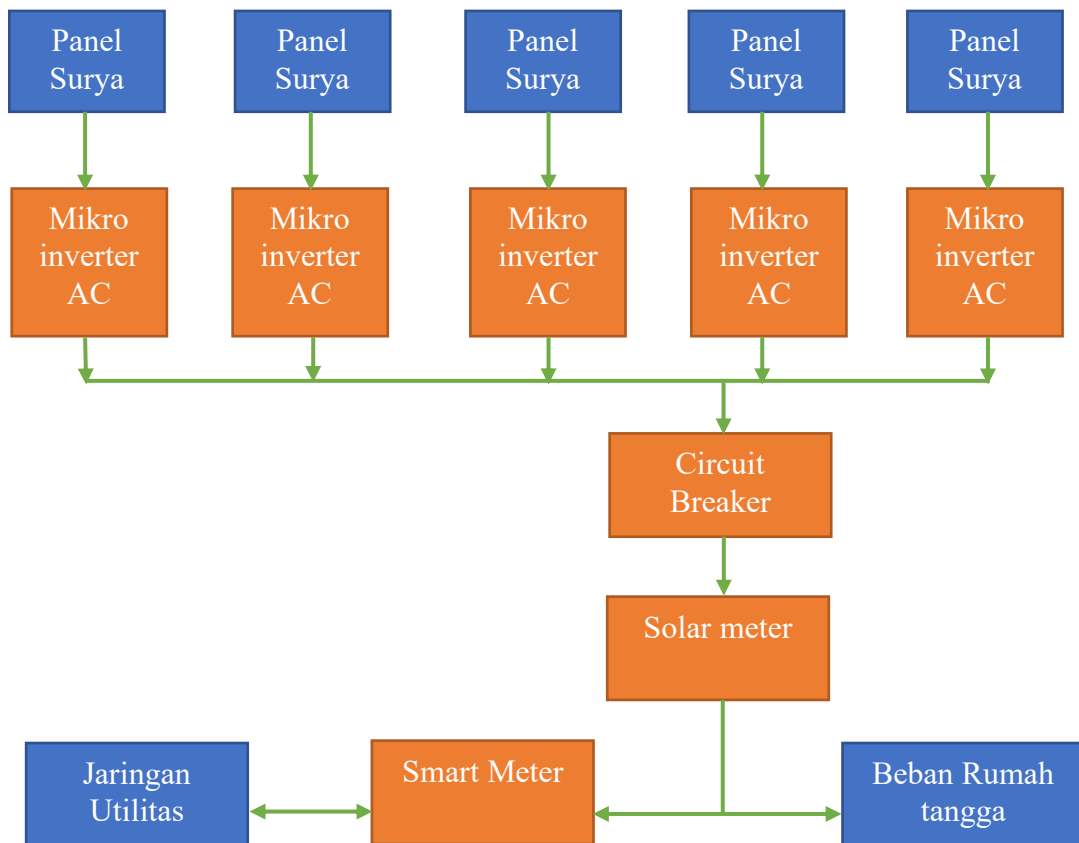 Panel
Surya
Panel
Surya
Panel
Surya
Panel
Surya
Panel
Surya
Mikro
inverter
AC
Mikro
inverter
AC
Mikro
inverter
AC
Mikro
inverter
AC
Mikro
inverter
AC
Circuit
Breaker
Solar meter
Jaringan
Utilitas
Smart Meter
Beban Rumah
tangga